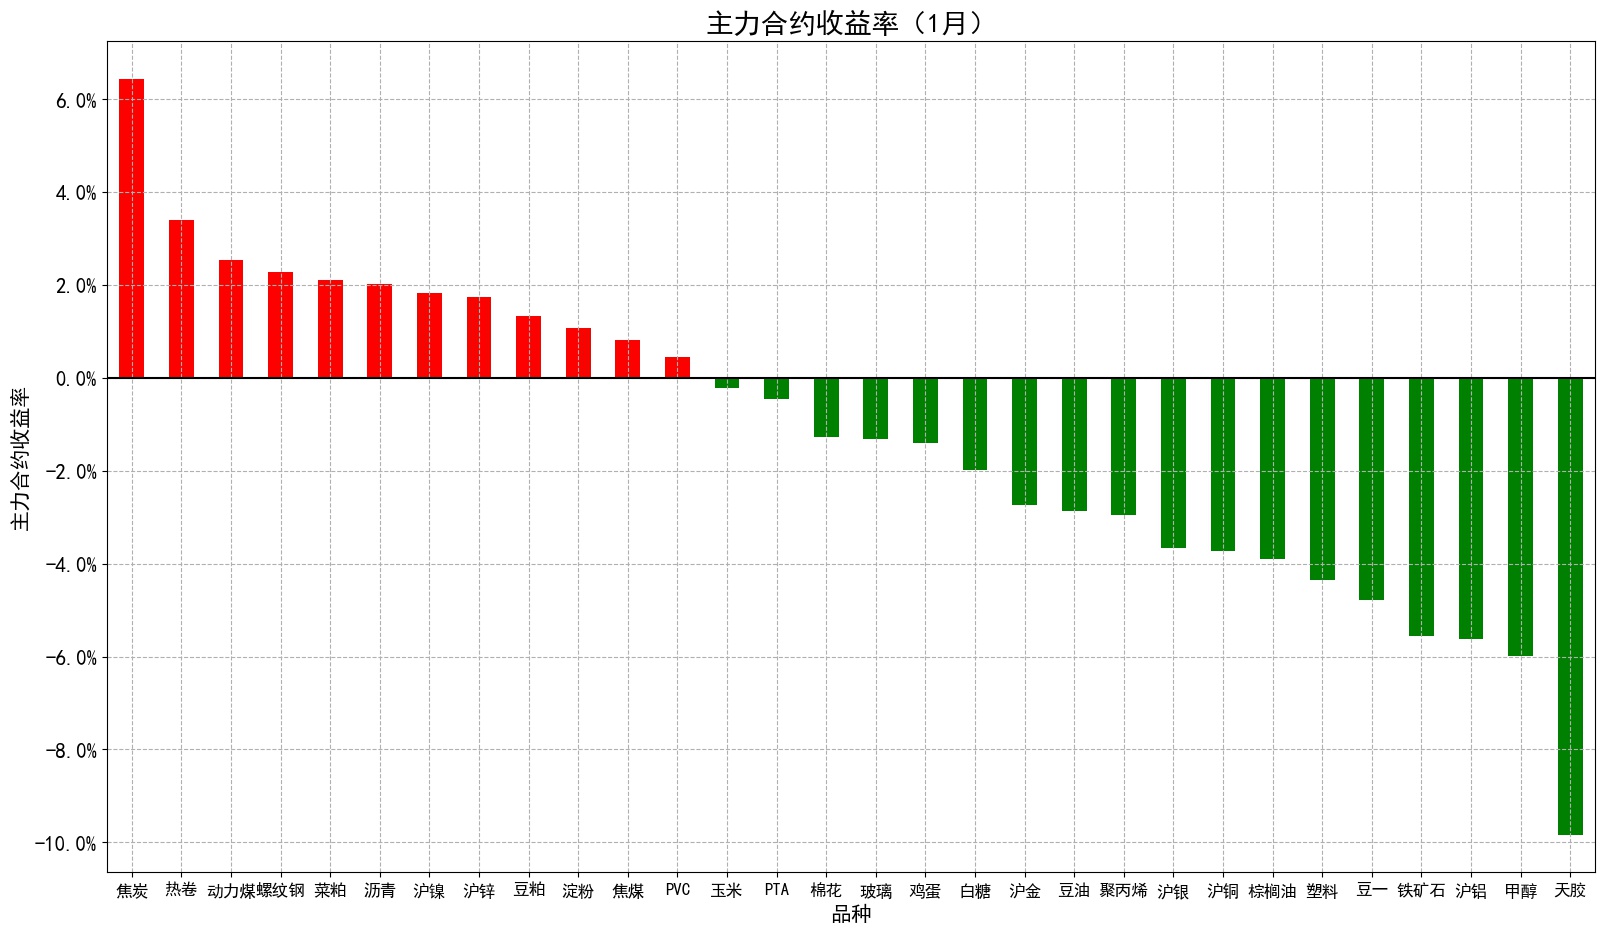 主力合约收益率（1月）
主力合约收益率
6.0%
4.0%
2.0%
0.0%
−2.0%
−4.0%
−6.0%
−8.0%
−10.0%
焦炭 热卷 动力煤 螺纹钢 菜粕 沥青 沪镍 沪锌 豆粕 淀粉 焦煤 PVC 玉米 PTA 棉花 玻璃 鸡蛋 白糖 沪金 豆油 聚丙烯 沪银 沪铜 棕榈油 塑料 豆一 铁矿石 沪铝 甲醇 天胶
品种